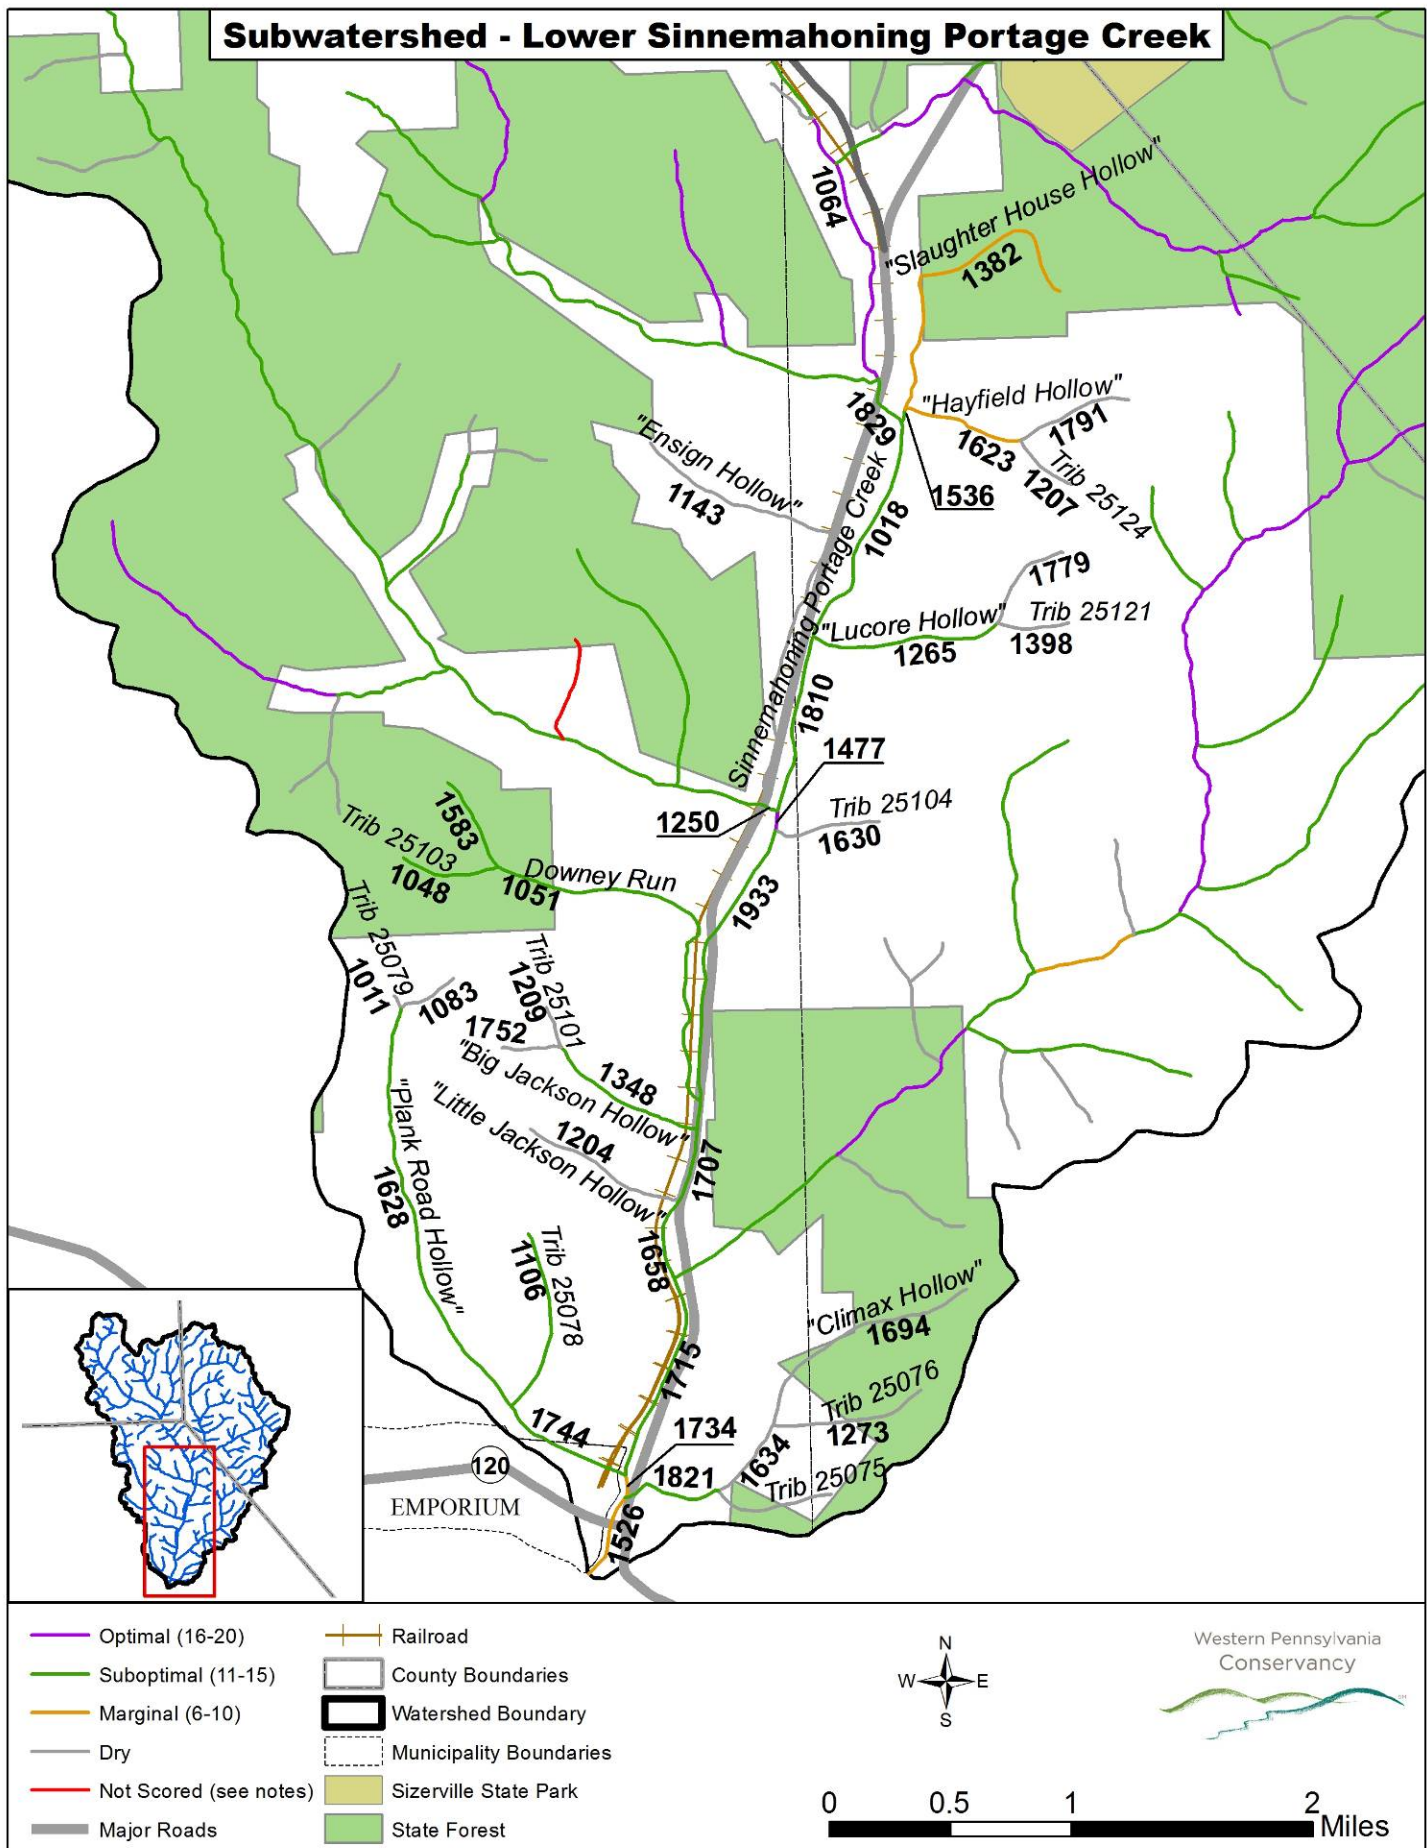 Subwatershed - Lower Sinnemahoning Portage Creek
1064
"Slaughter House Hollow"
1382
1829
"Hayfield Hollow"
1623
1791
Trib 25124
1207
1536
"Ensign Hollow"
1143
Sinnemahoning Portage Creek
1018
1779
"Lucore Hollow"
Trib 25121
1265
1398
1810
1477
1250
Trib 25104
1630
1583
Trib 25103
1048
1051
Downey Run
1933
Trib 25079
1011
1083
Trib 25101
1209
1752
"Big Jackson Hollow"
1348
"Little Jackson Hollow"
1204
1707
"Plank Road Hollow"
1628
1658
Trib 25078
1106
"Climax Hollow"
1694
1715
Trib 25076
1273
1744
1734
1634
1821
Trib 25075
120
EMPORIUM
1526
Optimal (16-20)
Suboptimal (11-15)
Marginal (6-10)
Dry
Not Scored (see notes)
Major Roads
Railroad
County Boundaries
Watershed Boundary
Municipality Boundaries
Sizerville State Park
State Forest
N
W E
S
Western Pennsylvania
Conservancy
0 0.5 1 2
Miles